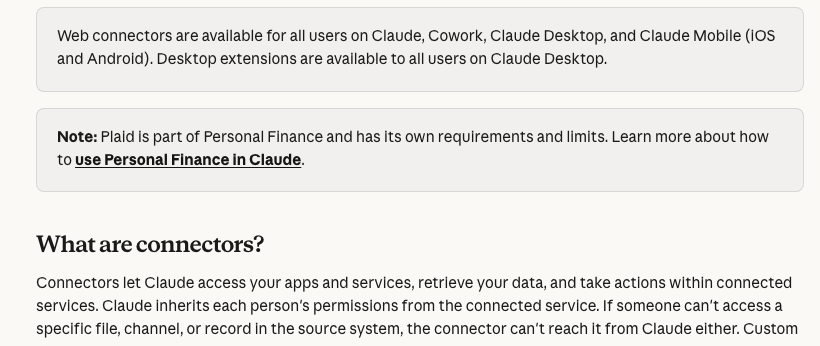 Web connectors are available for all users on Claude, Cowork, Claude Desktop, and Claude Mobile (iOS
and Android). Desktop extensions are available to all users on Claude Desktop.
Note: Plaid is part of Personal Finance and has its own requirements and limits. Learn more about how
to use Personal Finance in Claude.
What are connectors?
Connectors let Claude access your apps and services, retrieve your data, and take actions within connected
services. Claude inherits each person's permissions from the connected service. If someone can't access a
specific file, channel, or record in the source system, the connector can't reach it from Claude either. Custom